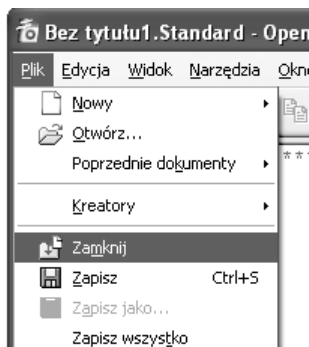 Bez tytułu1.Standard - Open
Plik Edycja Widok Narzędzia Okn
Nowy
Otwórz...
Poprzednie dokumenty
Kreatory
Zamknij
Zapisz Ctrl+S
Zapisz jako...
Zapisz wszystko